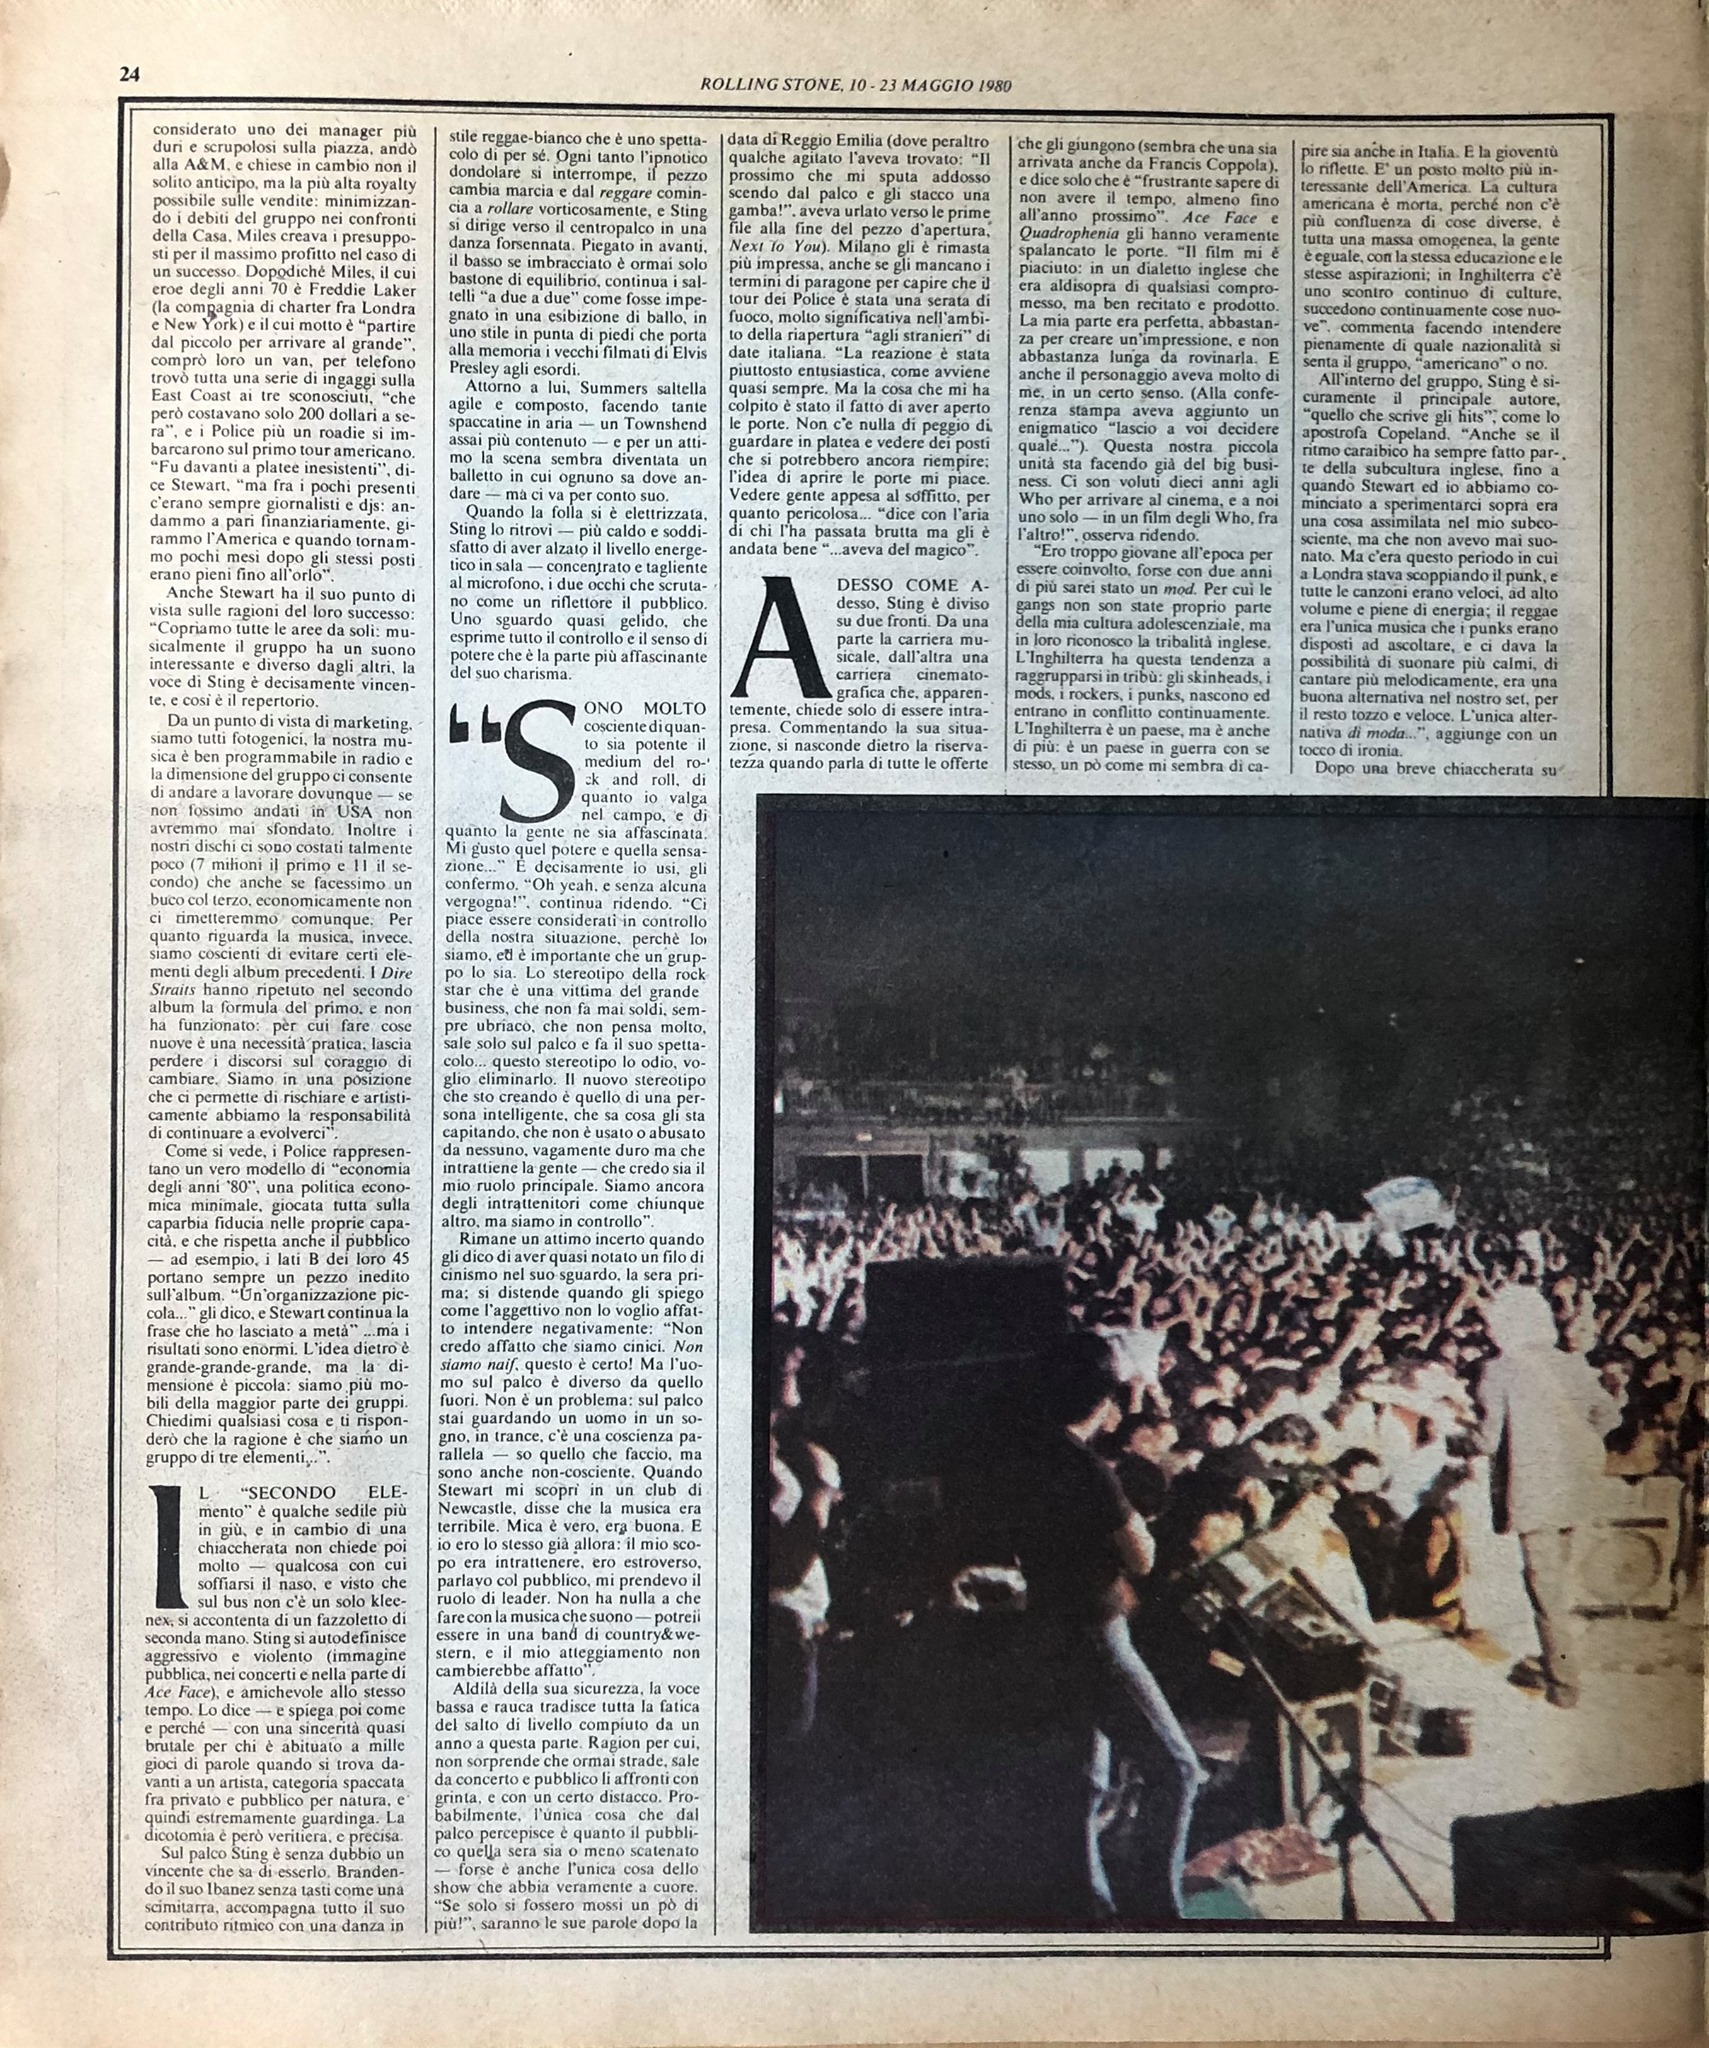 24
ROLLING STONE, 10 - 23 MAGGIO 1980
considerato uno dei manager più
duri e scrupolosi sulla piazza, andò
alla A&M, e chiese in cambio non il
solito anticipo, ma la più alta royalty
possibile sulle vendite: minimizzan-
do i debiti del gruppo nei confronti
della Casa, Miles creava i presuppo-
sti per il massimo profitto nel caso di
un successo. Dopodiché Miles, il cui
eroe degli anni 70 è Freddie Laker
(la compagnia di charter fra Londra
e New York) e il cui motto è "partire
dal piccolo per arrivare al grande",
comprò loro un van, per telefono
trovò tutta una serie di ingaggi sulla
East Coast ai tre sconosciuti, "che
però costavano solo 200 dollari a se-
ra", e i Police più un roadie si im-
barcarono sul primo tour americano.
"Fu davanti a platee inesistenti", di-
ce Stewart, "ma fra i pochi presenti
c'erano sempre giornalisti e djs: an-
dammo a pari finanziariamente, gi-
rammo l'America e quando tornam-
mo pochi mesi dopo gli stessi posti
erano pieni fino all'orlo".
Anche Stewart ha il suo punto di
vista sulle ragioni del loro successo:
"Copriamo tutte le aree da soli: mu-
sicalmente il gruppo ha un suono
interessante e diverso dagli altri, la
voce di Sting è decisamente vincen-
te, e così è il repertorio.
Da un punto di vista di marketing,
siamo tutti fotogenici, la nostra mu-
sica è ben programmabile in radio e
la dimensione del gruppo ci consente
di andare a lavorare dovunque — se
non fossimo andati in USA non
avremmo mai sfondato. Inoltre i
nostri dischi ci sono costati talmente
poco (7 milioni il primo e 11 il se-
condo) che anche se facessimo un
buco col terzo, economicamente non
ci rimetteremmo comunque. Per
quanto riguarda la musica, invece,
siamo coscienti di evitare certi ele-
menti degli album precedenti. I Dire
Straits hanno ripetuto nel secondo
album la formula del primo, e non
ha funzionato: per cui fare cose
nuove è una necessità pratica, lascia
perdere i discorsi sul coraggio di
cambiare. Siamo in una posizione
che ci permette di rischiare e artisti-
camente abbiamo la responsabilità
di continuare a evolverci".
Come si vede, i Police rappresen-
tano un vero modello di "economia
degli anni '80", una politica econo-
mica minimale, giocata tutta sulla
caparbia fiducia nelle proprie capa-
cità, e che rispetta anche il pubblico
— ad esempio, i lati B dei loro 45
portano sempre un pezzo inedito
sull'album. "Un'organizzazione pic-
cola..." gli dico, e Stewart continua la
frase che ho lasciato a metà" ...ma i
risultati sono enormi. L'idea dietro è
grande-grande-grande, ma la di-
mensione è piccola: siamo più mo-
bili della maggior parte dei gruppi.
Chiedimi qualsiasi cosa e ti rispon-
derò che la ragione è che siamo un
gruppo di tre elementi...".
IL "SECONDO ELE-
mento" è qualche sedile più
in giù, e in cambio di una
chiaccherata non chiede poi
molto — qualcosa con cui
soffiarsi il naso, e visto che
sul bus non c'è un solo klee-
nex, si accontenta di un fazzoletto di
seconda mano. Sting si autodefinisce
aggressivo e violento (immagine
pubblica, nei concerti e nella parte di
Ace Face), e amichevole allo stesso
tempo. Lo dice — e spiega poi come
e perché — con una sincerità quasi
brutale per chi è abituato a mille
gioci di parole quando si trova da-
vanti a un artista, categoria spaccata
fra privato e pubblico per natura, e
quindi estremamente guardinga. La
dicotomia è però veritiera, e precisa.
Sul palco Sting è senza dubbio un
vincente che sa di esserlo. Branden-
do il suo Ibanez senza tasti come una
scimitarra, accompagna tutto il suo
contributo ritmico con una danza in
stile reggae-bianco che è uno spetta-
colo di per sé. Ogni tanto l'ipnotico
dondolare si interrompe, il pezzo
cambia marcia e dal reggare comin-
cia a rollare vorticosamente, e Sting
si dirige verso il centropalco in una
danza forsennata. Piegato in avanti,
il basso se imbracciato è ormai solo
bastone di equilibrio, continua i sal-
telli "a due a due" come fosse impe-
gnato in una esibizione di ballo, in
uno stile in punta di piedi che porta
alla memoria i vecchi filmati di Elvis
Presley agli esordi.
Attorno a lui, Summers saltella
agile e composto, facendo tante
spaccatine in aria — un Townshend
assai più contenuto — e per un atti-
mo la scena sembra diventata un
balletto in cui ognuno sa dove an-
dare — ma ci va per conto suo.
Quando la folla si è elettrizzata,
Sting lo ritrovi — più caldo e soddi-
sfatto di aver alzato il livello energe-
tico in sala — concentrato e tagliente
al microfono, i due occhi che scruta-
no come un riflettore il pubblico.
Uno sguardo quasi gelido, che
esprime tutto il controllo e il senso di
potere che è la parte più affascinante
del suo charisma.
"SONO MOLTO
cosciente di quan-
to sia potente il
medium del ro-
ck and roll, di
quanto io valga
nel campo, e di
quanto la gente ne sia affascinata.
Mi gusto quel potere e quella sensa-
zione..." E decisamente io usi, gli
confermo. "Oh yeah, e senza alcuna
vergogna!", continua ridendo. "Ci
piace essere considerati in controllo
della nostra situazione, perchè lo
siamo, ed è importante che un grup-
po lo sia. Lo stereotipo della rock
star che è una vittima del grande
business, che non fa mai soldi, sem-
pre ubriaco, che non pensa molto,
sale solo sul palco e fa il suo spetta-
colo... questo stereotipo lo odio, vo-
glio eliminarlo. Il nuovo stereotipo
che sto creando è quello di una per-
sona intelligente, che sa cosa gli sta
capitando, che non è usato o abusato
da nessuno, vagamente duro ma che
intrattiene la gente — che credo sia il
mio ruolo principale. Siamo ancora
degli intrattenitori come chiunque
altro, ma siamo in controllo".
Rimane un attimo incerto quando
gli dico di aver quasi notato un filo di
cinismo nel suo sguardo, la sera pri-
ma; si distende quando gli spiego
come l'aggettivo non lo voglio affat-
to intendere negativamente: "Non
credo affatto che siamo cinici. Non
siamo naif, questo è certo! Ma l'uo-
mo sul palco è diverso da quello
fuori. Non è un problema: sul palco
stai guardando un uomo in un so-
gno, in trance, c'è una coscienza pa-
rallela — so quello che faccio, ma
sono anche non-cosciente. Quando
Stewart mi scoprì in un club di
Newcastle, disse che la musica era
terribile. Mica è vero, era buona. E
io ero lo stesso già allora: il mio sco-
po era intrattenere, ero estroverso,
parlavo col pubblico, mi prendevo il
ruolo di leader. Non ha nulla a che
fare con la musica che suono — potrei
essere in una band di country&we-
stern, e il mio atteggiamento non
cambierebbe affatto".
Aldilà della sua sicurezza, la voce
bassa e rauca tradisce tutta la fatica
del salto di livello compiuto da un
anno a questa parte. Ragion per cui,
non sorprende che ormai strade, sale
da concerto e pubblico li affronti con
grinta, e con un certo distacco. Pro-
babilmente, l'unica cosa che dal
palco percepisce è quanto il pubbli-
co quella sera sia o meno scatenato
— forse è anche l'unica cosa dello
show che abbia veramente a cuore.
"Se solo si fossero mossi un pò di
più!", saranno le sue parole dopo la
data di Reggio Emilia (dove peraltro
qualche agitato l'aveva trovato: "Il
prossimo che mi sputa addosso
scendo dal palco e gli stacco una
gamba!", aveva urlato verso le prime
file alla fine del pezzo d'apertura,
Next To You). Milano gli è rimasta
più impressa, anche se gli mancano i
termini di paragone per capire che il
tour dei Police è stata una serata di
fuoco, molto significativa nell'ambi-
to della riapertura "agli stranieri" di
date italiana. "La reazione è stata
piuttosto entusiastica, come avviene
quasi sempre. Ma la cosa che mi ha
colpito è stato il fatto di aver aperto
le porte. Non c'e nulla di peggio di
guardare in platea e vedere dei posti
che si potrebbero ancora riempire;
l'idea di aprire le porte mi piace.
Vedere gente appesa al soffitto, per
quanto pericolosa... "dice con l'aria
di chi l'ha passata brutta ma gli è
andata bene "...aveva del magico".
ADESSO COME A-
desso, Sting è diviso
su due fronti. Da una
parte la carriera mu-
sicale, dall'altra una
carriera cinemato-
grafica che, apparen-
temente, chiede solo di essere intra-
presa. Commentando la sua situa-
zione, si nasconde dietro la riserva-
tezza quando parla di tutte le offerte
che gli giungono (sembra che una sia
arrivata anche da Francis Coppola),
e dice solo che è "frustrante sapere di
non avere il tempo, almeno fino
all'anno prossimo". Ace Face e
Quadrophenia gli hanno veramente
spalancato le porte. "Il film mi è
piaciuto: in un dialetto inglese che
era aldisopra di qualsiasi compro-
messo, ma ben recitato e prodotto.
La mia parte era perfetta, abbastan-
za per creare un'impressione, e non
abbastanza lunga da rovinarla. E
anche il personaggio aveva molto di
me, in un certo senso. (Alla confe-
renza stampa aveva aggiunto un
enigmatico "lascio a voi decidere
quale..."). Questa nostra piccola
unità sta facendo già del big busi-
ness. Ci son voluti dieci anni agli
Who per arrivare al cinema, e a noi
uno solo — in un film degli Who, fra
l'altro!", osserva ridendo.
"Ero troppo giovane all'epoca per
essere coinvolto, forse con due anni
di più sarei stato un mod. Per cui le
gangs non son state proprio parte
della mia cultura adolescenziale, ma
in loro riconosco la tribalità inglese.
L'Inghilterra ha questa tendenza a
raggrupparsi in tribù: gli skinheads, i
mods, i rockers, i punks, nascono ed
entrano in conflitto continuamente.
L'Inghilterra è un paese, ma è anche
di più: è un paese in guerra con se
stesso, un pò come mi sembra di ca-
pire sia anche in Italia. E la gioventù
lo riflette. E' un posto molto più in-
teressante dell'America. La cultura
americana è morta, perché non c'è
più confluenza di cose diverse, è
tutta una massa omogenea, la gente
è eguale, con la stessa educazione e le
stesse aspirazioni; in Inghilterra c'è
uno scontro continuo di culture,
succedono continuamente cose nuo-
ve", commenta facendo intendere
pienamente di quale nazionalità si
senta il gruppo, "americano" o no.
All'interno del gruppo, Sting è si-
curamente il principale autore,
"quello che scrive gli hits", come lo
apostrofa Copeland. "Anche se il
ritmo caraibico ha sempre fatto par-
te della subcultura inglese, fino a
quando Stewart ed io abbiamo co-
minciato a sperimentarci sopra era
una cosa assimilata nel mio subco-
sciente, ma che non avevo mai suo-
nato. Ma c'era questo periodo in cui
a Londra stava scoppiando il punk, e
tutte le canzoni erano veloci, ad alto
volume e piene di energia; il reggae
era l'unica musica che i punks erano
disposti ad ascoltare, e ci dava la
possibilità di suonare più calmi, di
cantare più melodicamente, era una
buona alternativa nel nostro set, per
il resto tozzo e veloce. L'unica alter-
nativa di moda...", aggiunge con un
tocco di ironia.
Dopo una breve chiaccherata su